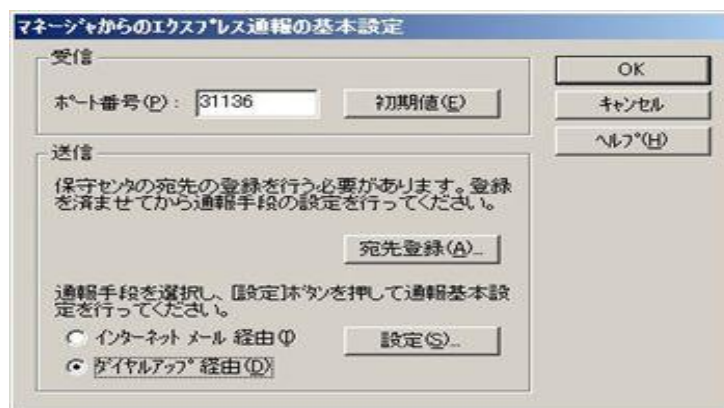 ﾏﾈｰｼﾞｬからのｴｸｽﾌﾟﾚｽ通報の基本設定
受信
ﾎﾟｰﾄ番号(P)： 31136 初期値(E)
OK
ｷｬﾝｾﾙ
ﾍﾙﾌﾟ(H)
送信
保守ｾﾝﾀの宛先の登録を行う必要があります。登録
を済ませてから通報手段の設定を行ってください。
宛先登録(A)...
通報手段を選択し、[設定]ﾎﾞﾀﾝを押して通報基本設
定を行ってください。
ｲﾝﾀｰﾈｯﾄ ﾒｰﾙ 経由(I)
設定(S)...
ﾀﾞｲﾔﾙｱｯﾌﾟ 経由(D)